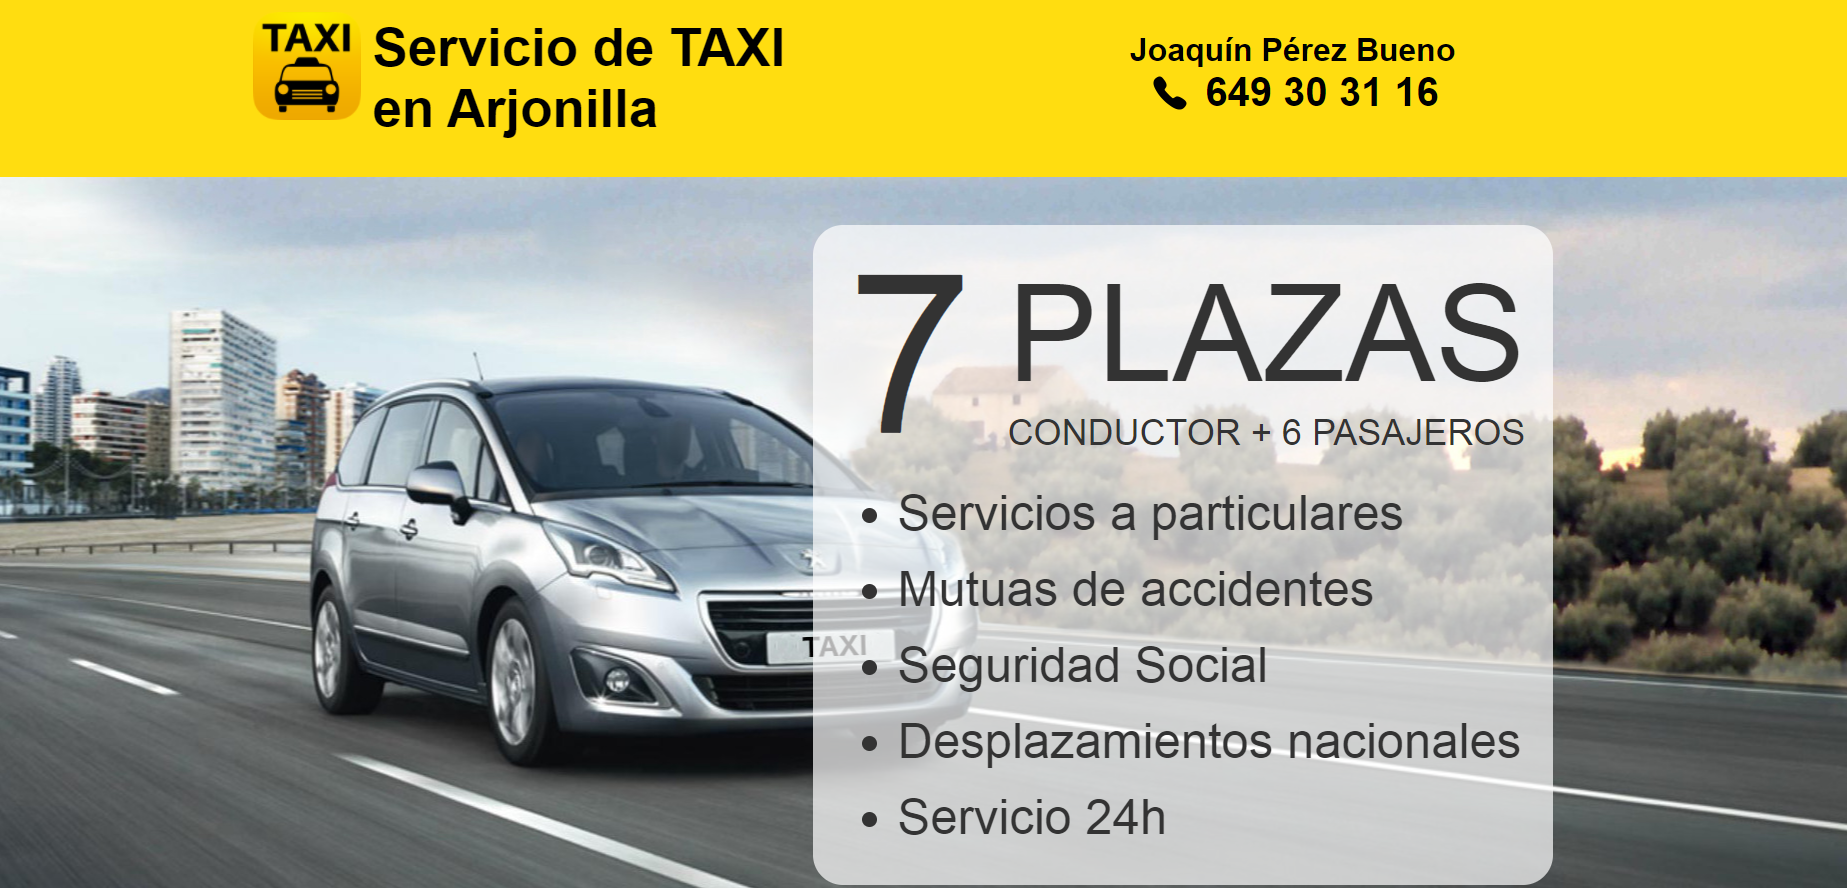 TAXI
Servicio de TAXI
en Arjonilla
Joaquín Pérez Bueno
649 30 31 16
7 PLAZAS
CONDUCTOR + 6 PASAJEROS
• Servicios a particulares
• Mutuas de accidentes
• Seguridad Social
• Desplazamientos nacionales
• Servicio 24h
TAXI